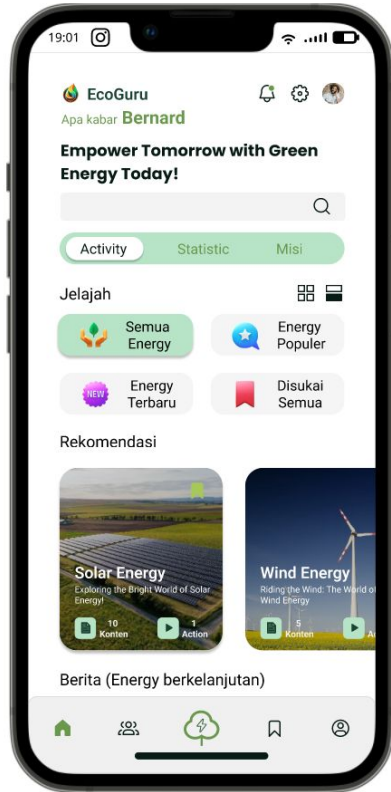 19:01
EcoGuru
Apa kabar Bernard
Empower Tomorrow with Green
Energy Today!
Activity
Statistic
Misi
Jelajah
Semua
Energy
Energy
Populer
NEW
Energy
Terbaru
Disukai
Semua
Rekomendasi
Solar Energy
Exploring the Bright World of Solar
Energy!
10
Konten
1
Action
Wind Energy
Riding the Wind: The World of
Wind Energy
5
Konten
A
Berita (Energy berkelanjutan)